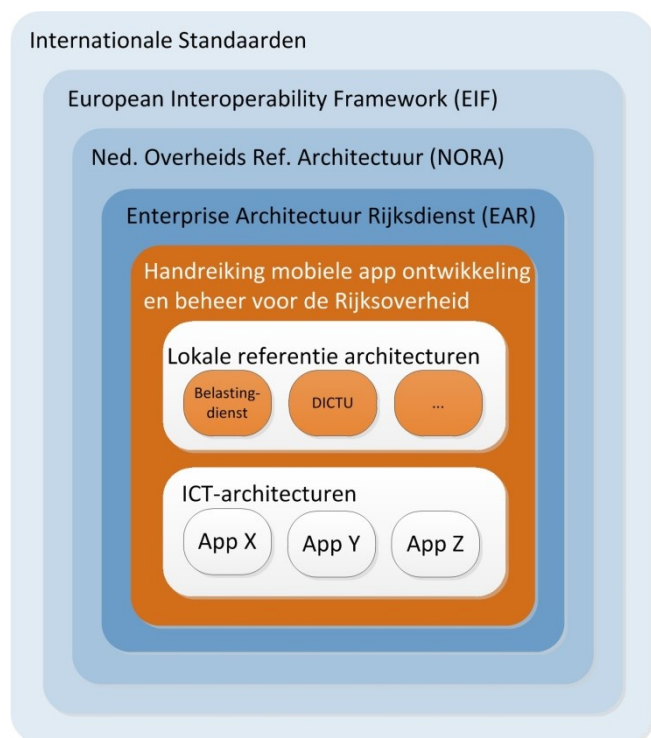 Internationale Standaarden
European Interoperability Framework (EIF)
Ned. Overheids Ref. Architectuur (NORA)
Enterprise Architectuur Rijksdienst (EAR)
Handreiking mobiele app ontwikkeling
en beheer voor de Rijksoverheid
Lokale referentie architecturen
Belasting-
dienst
DICTU
...
ICT-architecturen
App X
App Y
App Z